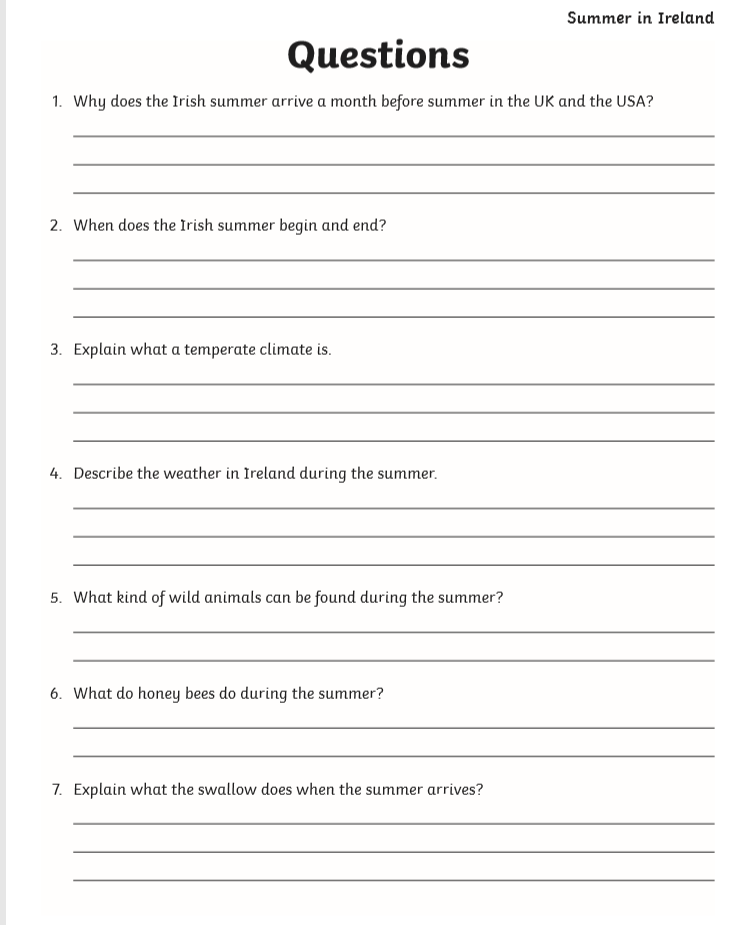 Summer in Ireland
Questions
1. Why does the Irish summer arrive a month before summer in the UK and the USA?
2. When does the Irish summer begin and end?
3. Explain what a temperate climate is.
4. Describe the weather in Ireland during the summer.
5. What kind of wild animals can be found during the summer?
6. What do honey bees do during the summer?
7. Explain what the swallow does when the summer arrives?